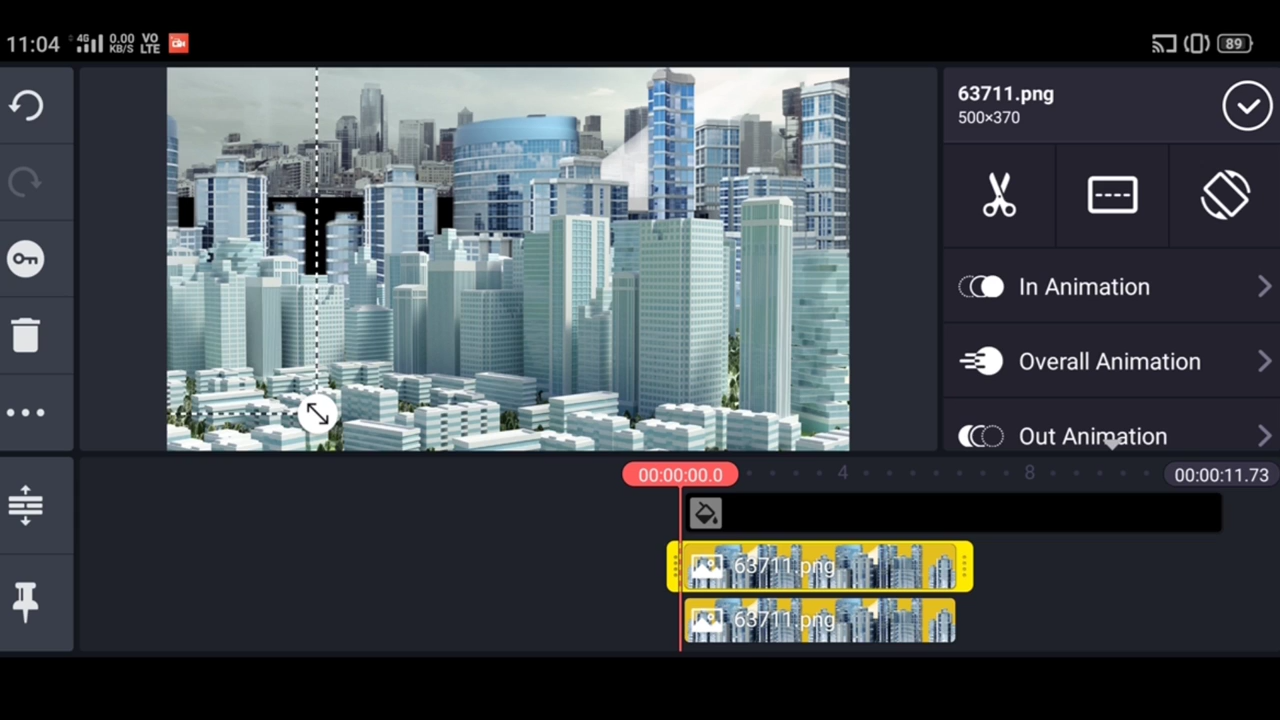 11:04 4G 0.00 KB/S VO LTE 89
63711.png
500×370
In Animation
Overall Animation
Out Animation
00:00:00.0 4 8 00:00:11.73
63711.png
63711.png